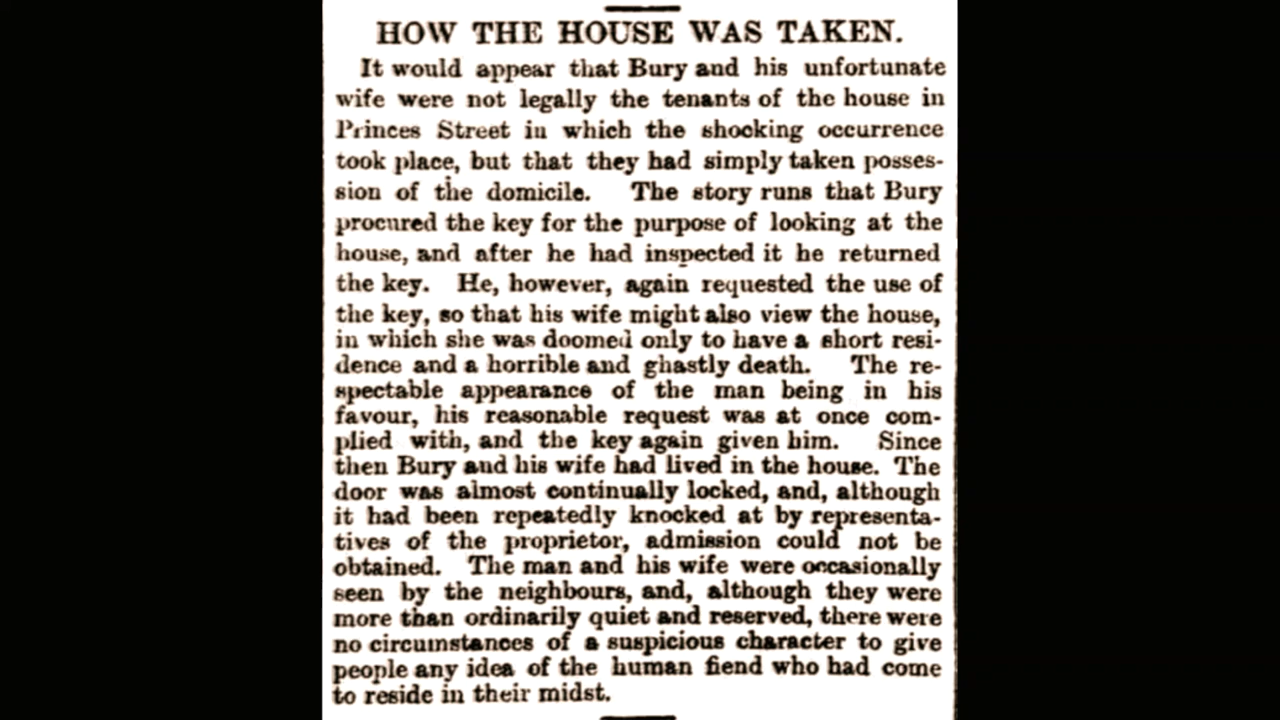 HOW THE HOUSE WAS TAKEN.
It would appear that Bury and his unfortunate
wife were not legally the tenants of the house in
Princes Street in which the shocking occurrence
took place, but that they had simply taken posses-
sion of the domicile. The story runs that Bury
procured the key for the purpose of looking at the
house, and after he had inspected it he returned
the key. He, however, again requested the use of
the key, so that his wife might also view the house,
in which she was doomed only to have a short resi-
dence and a horrible and ghastly death. The re-
spectable appearance of the man being in his
favour, his reasonable request was at once com-
plied with, and the key again given him. Since
then Bury and his wife had lived in the house. The
door was almost continually locked, and, although
it had been repeatedly knocked at by representa-
tives of the proprietor, admission could not be
obtained. The man and his wife were occasionally
seen by the neighbours, and, although they were
more than ordinarily quiet and reserved, there were
no circumstances of a suspicious character to give
people any idea of the human fiend who had come
to reside in their midst.